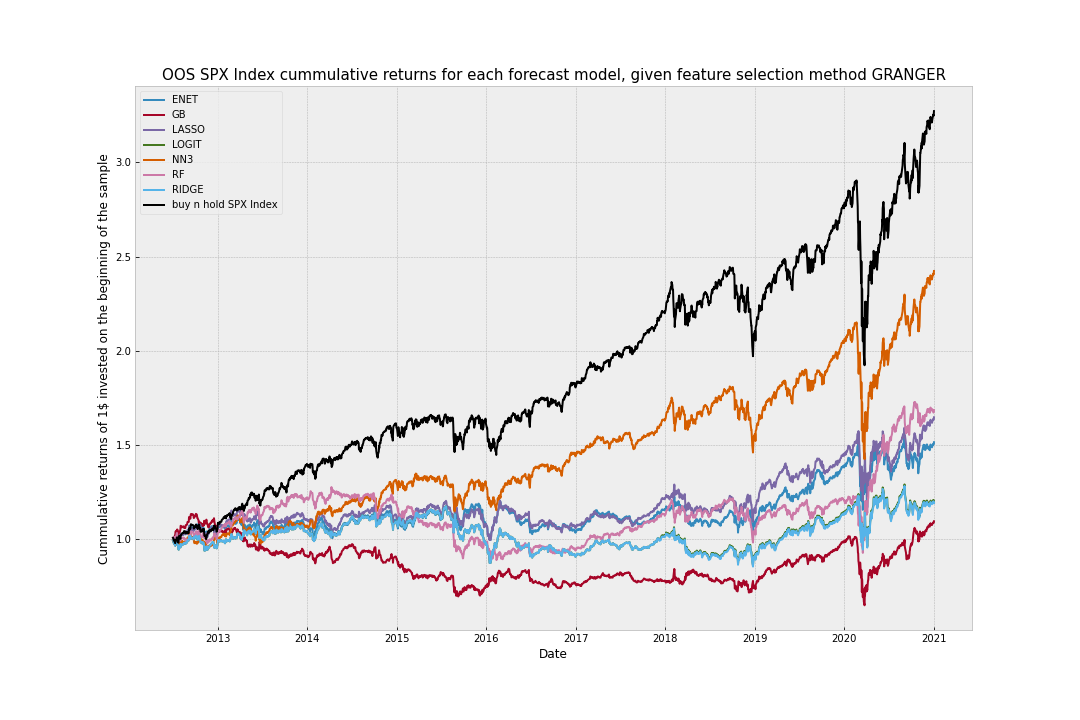 OOS SPX Index cummulative returns for each forecast model, given feature selection method GRANGER
ENET
GB
LASSO
LOGIT
NN3
RF
RIDGE
buy n hold SPX Index
Cummulative returns of 1$ invested on the beginning of the sample
3.0
2.5
2.0
1.5
1.0
2013 2014 2015 2016 2017 2018 2019 2020 2021
Date